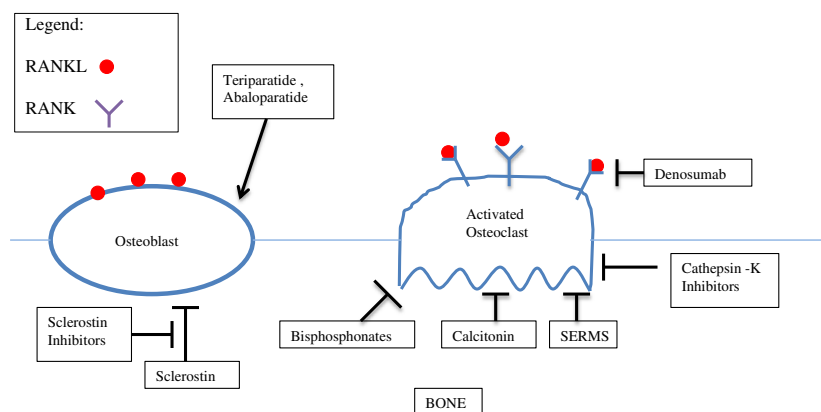 Legend:
RANKL
RANK
Teriparatide ,
Abaloparatide
Denosumab
Osteoblast
Activated
Osteoclast
Cathepsin -K
Inhibitors
Sclerostin
Inhibitors
Bisphosphonates
Calcitonin
SERMS
Sclerostin
BONE